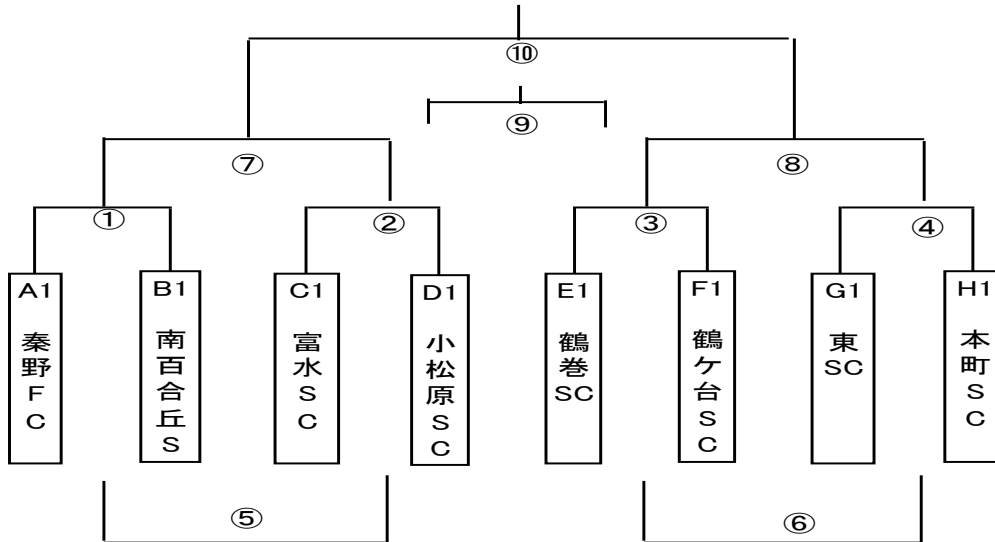 ⑩
⑨
⑦
⑧
①
②
③
④
A1
秦野FC
B1
南百合丘S
C1
富水SC
D1
小松原SC
E1
鶴巻SC
F1
鶴ケ台SC
G1
東SC
H1
本町SC
⑤
⑥